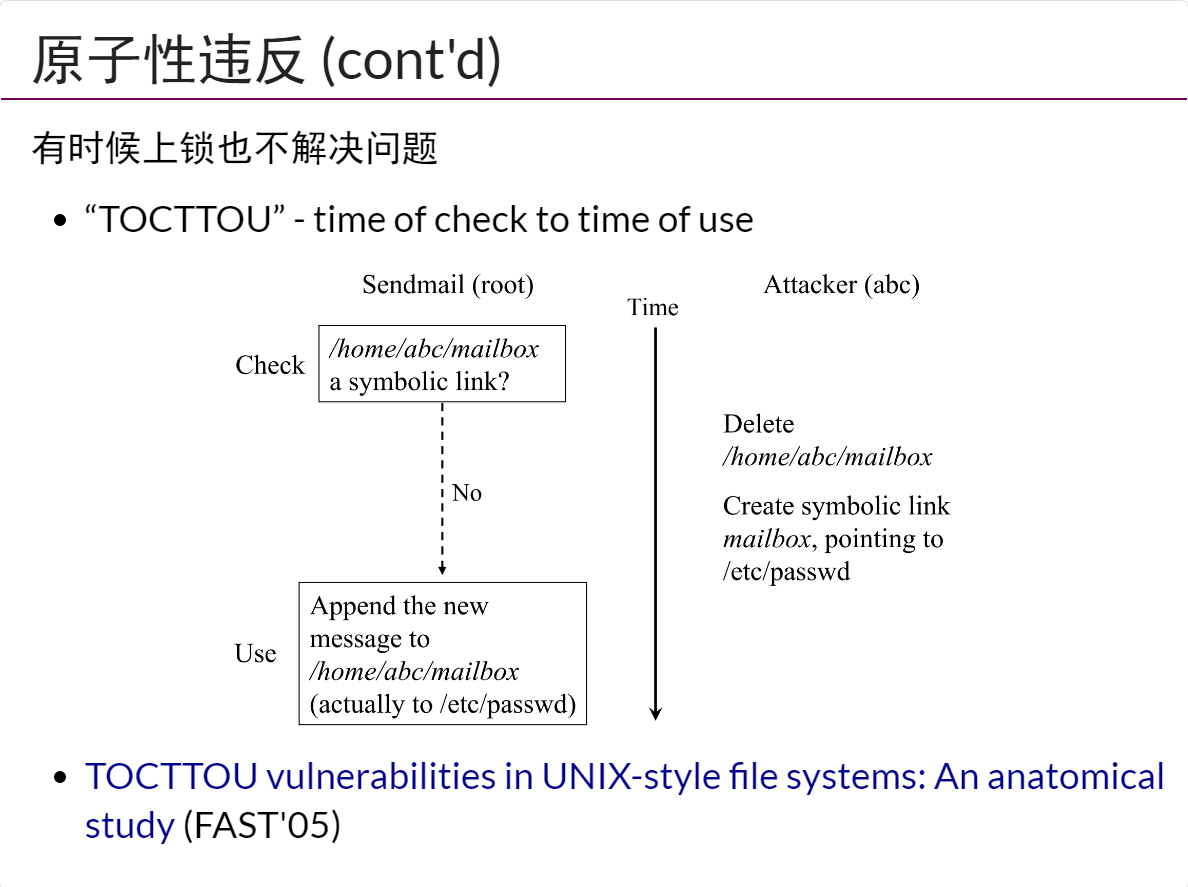 原子性违反 (cont'd)
有时候上锁也不解决问题
• “TOCTTOU” - time of check to time of use
Sendmail (root)
Time
Attacker (abc)
Check
/home/abc/mailbox
a symbolic link?
Delete
/home/abc/mailbox
No
Create symbolic link
mailbox, pointing to
/etc/passwd
Use
Append the new
message to
/home/abc/mailbox
(actually to /etc/passwd)
• TOCTTOU vulnerabilities in UNIX-style file systems: An anatomical
study (FAST'05)